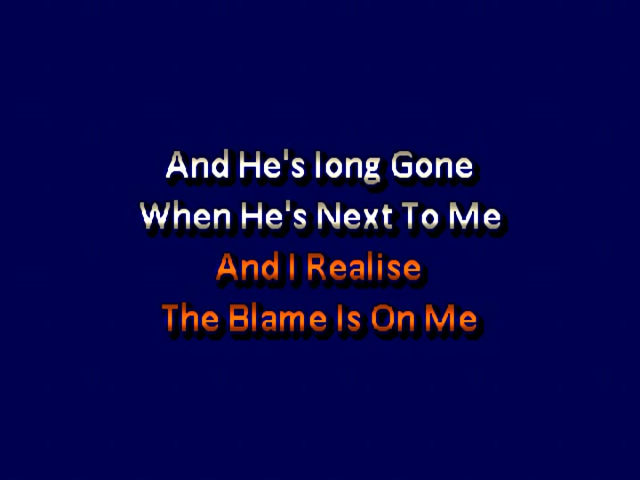 And He's long Gone
When He's Next To Me
And I Realise
The Blame Is On Me